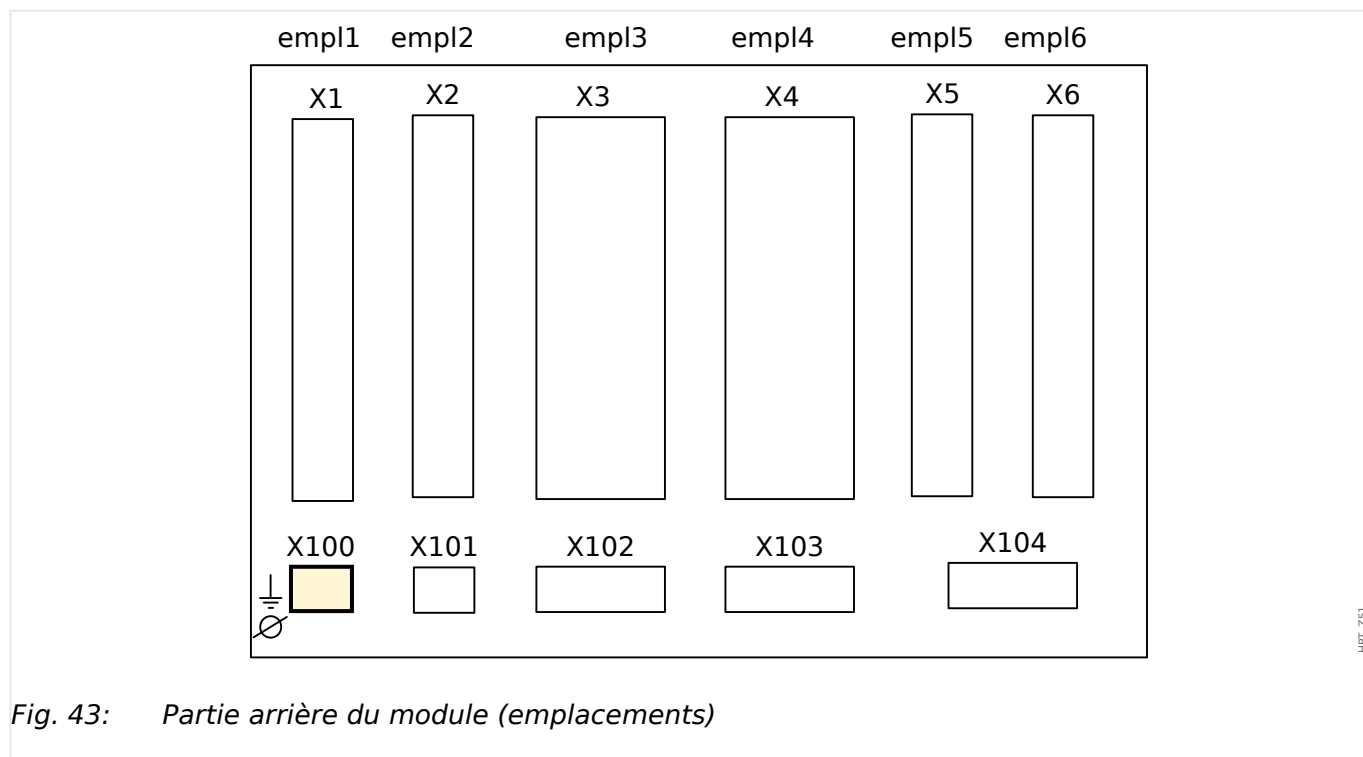 empl1 empl2 empl3 empl4 empl5 empl6
X1 X2 X3 X4 X5 X6
X100 X101 X102 X103 X104
Fig. 43: Partie arrière du module (emplacements)